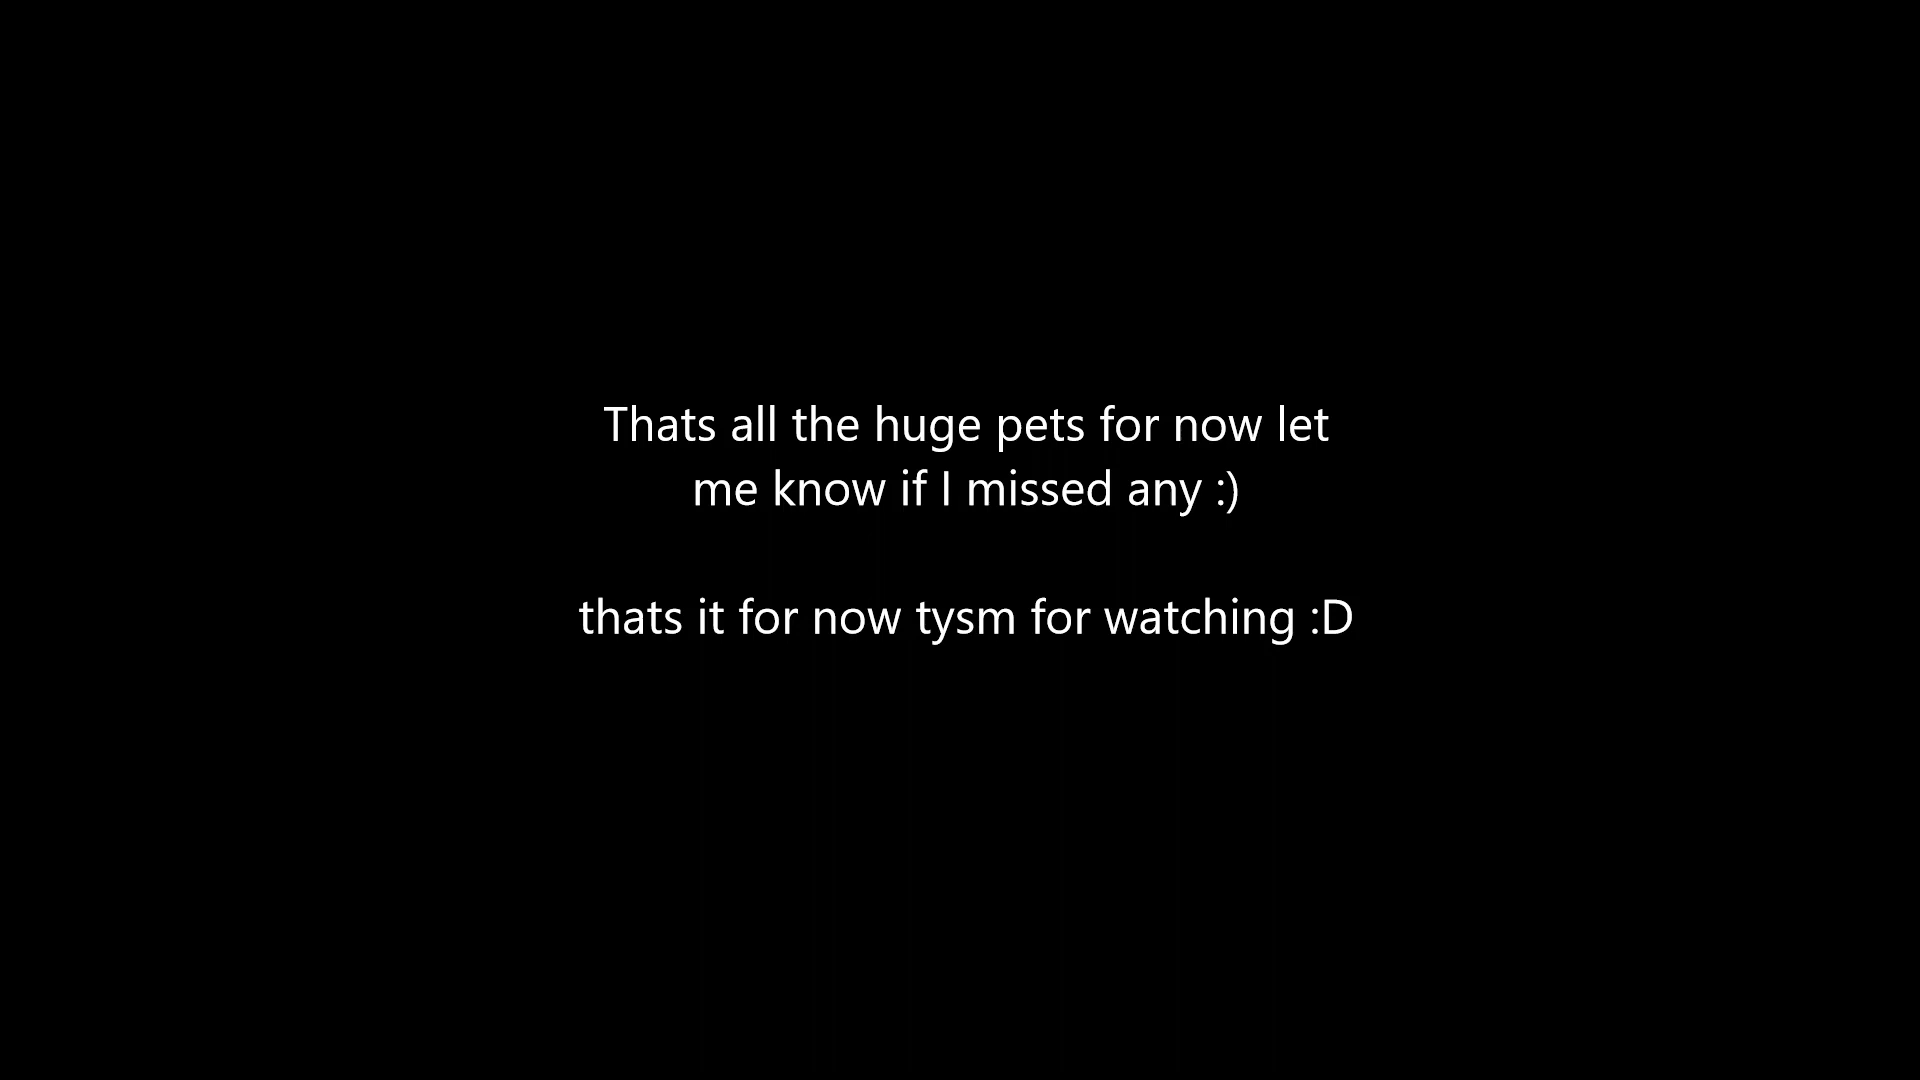 Thats all the huge pets for now let
me know if I missed any :)
thats it for now tysm for watching :D